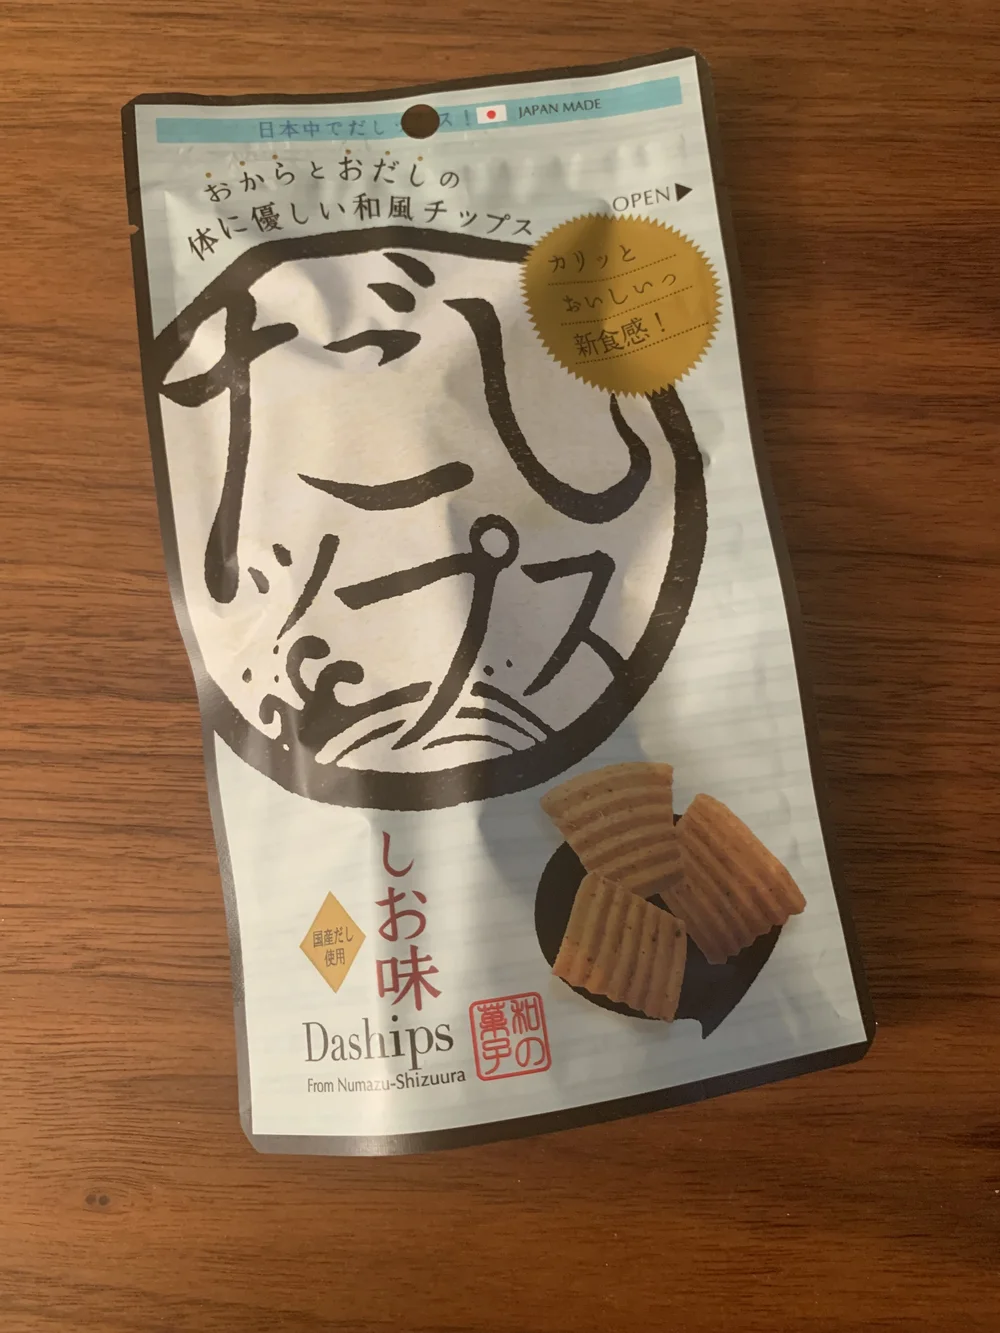 日本中でだし ス！ JAPAN MADE
おからとおだしの
体に優しい和風チップス
OPEN▶
カリッと
おいしいっ
新食感！
だし
チップス
しお味
国産だし
使用
Daships
From Numazu-Shizuura
和の
菓子